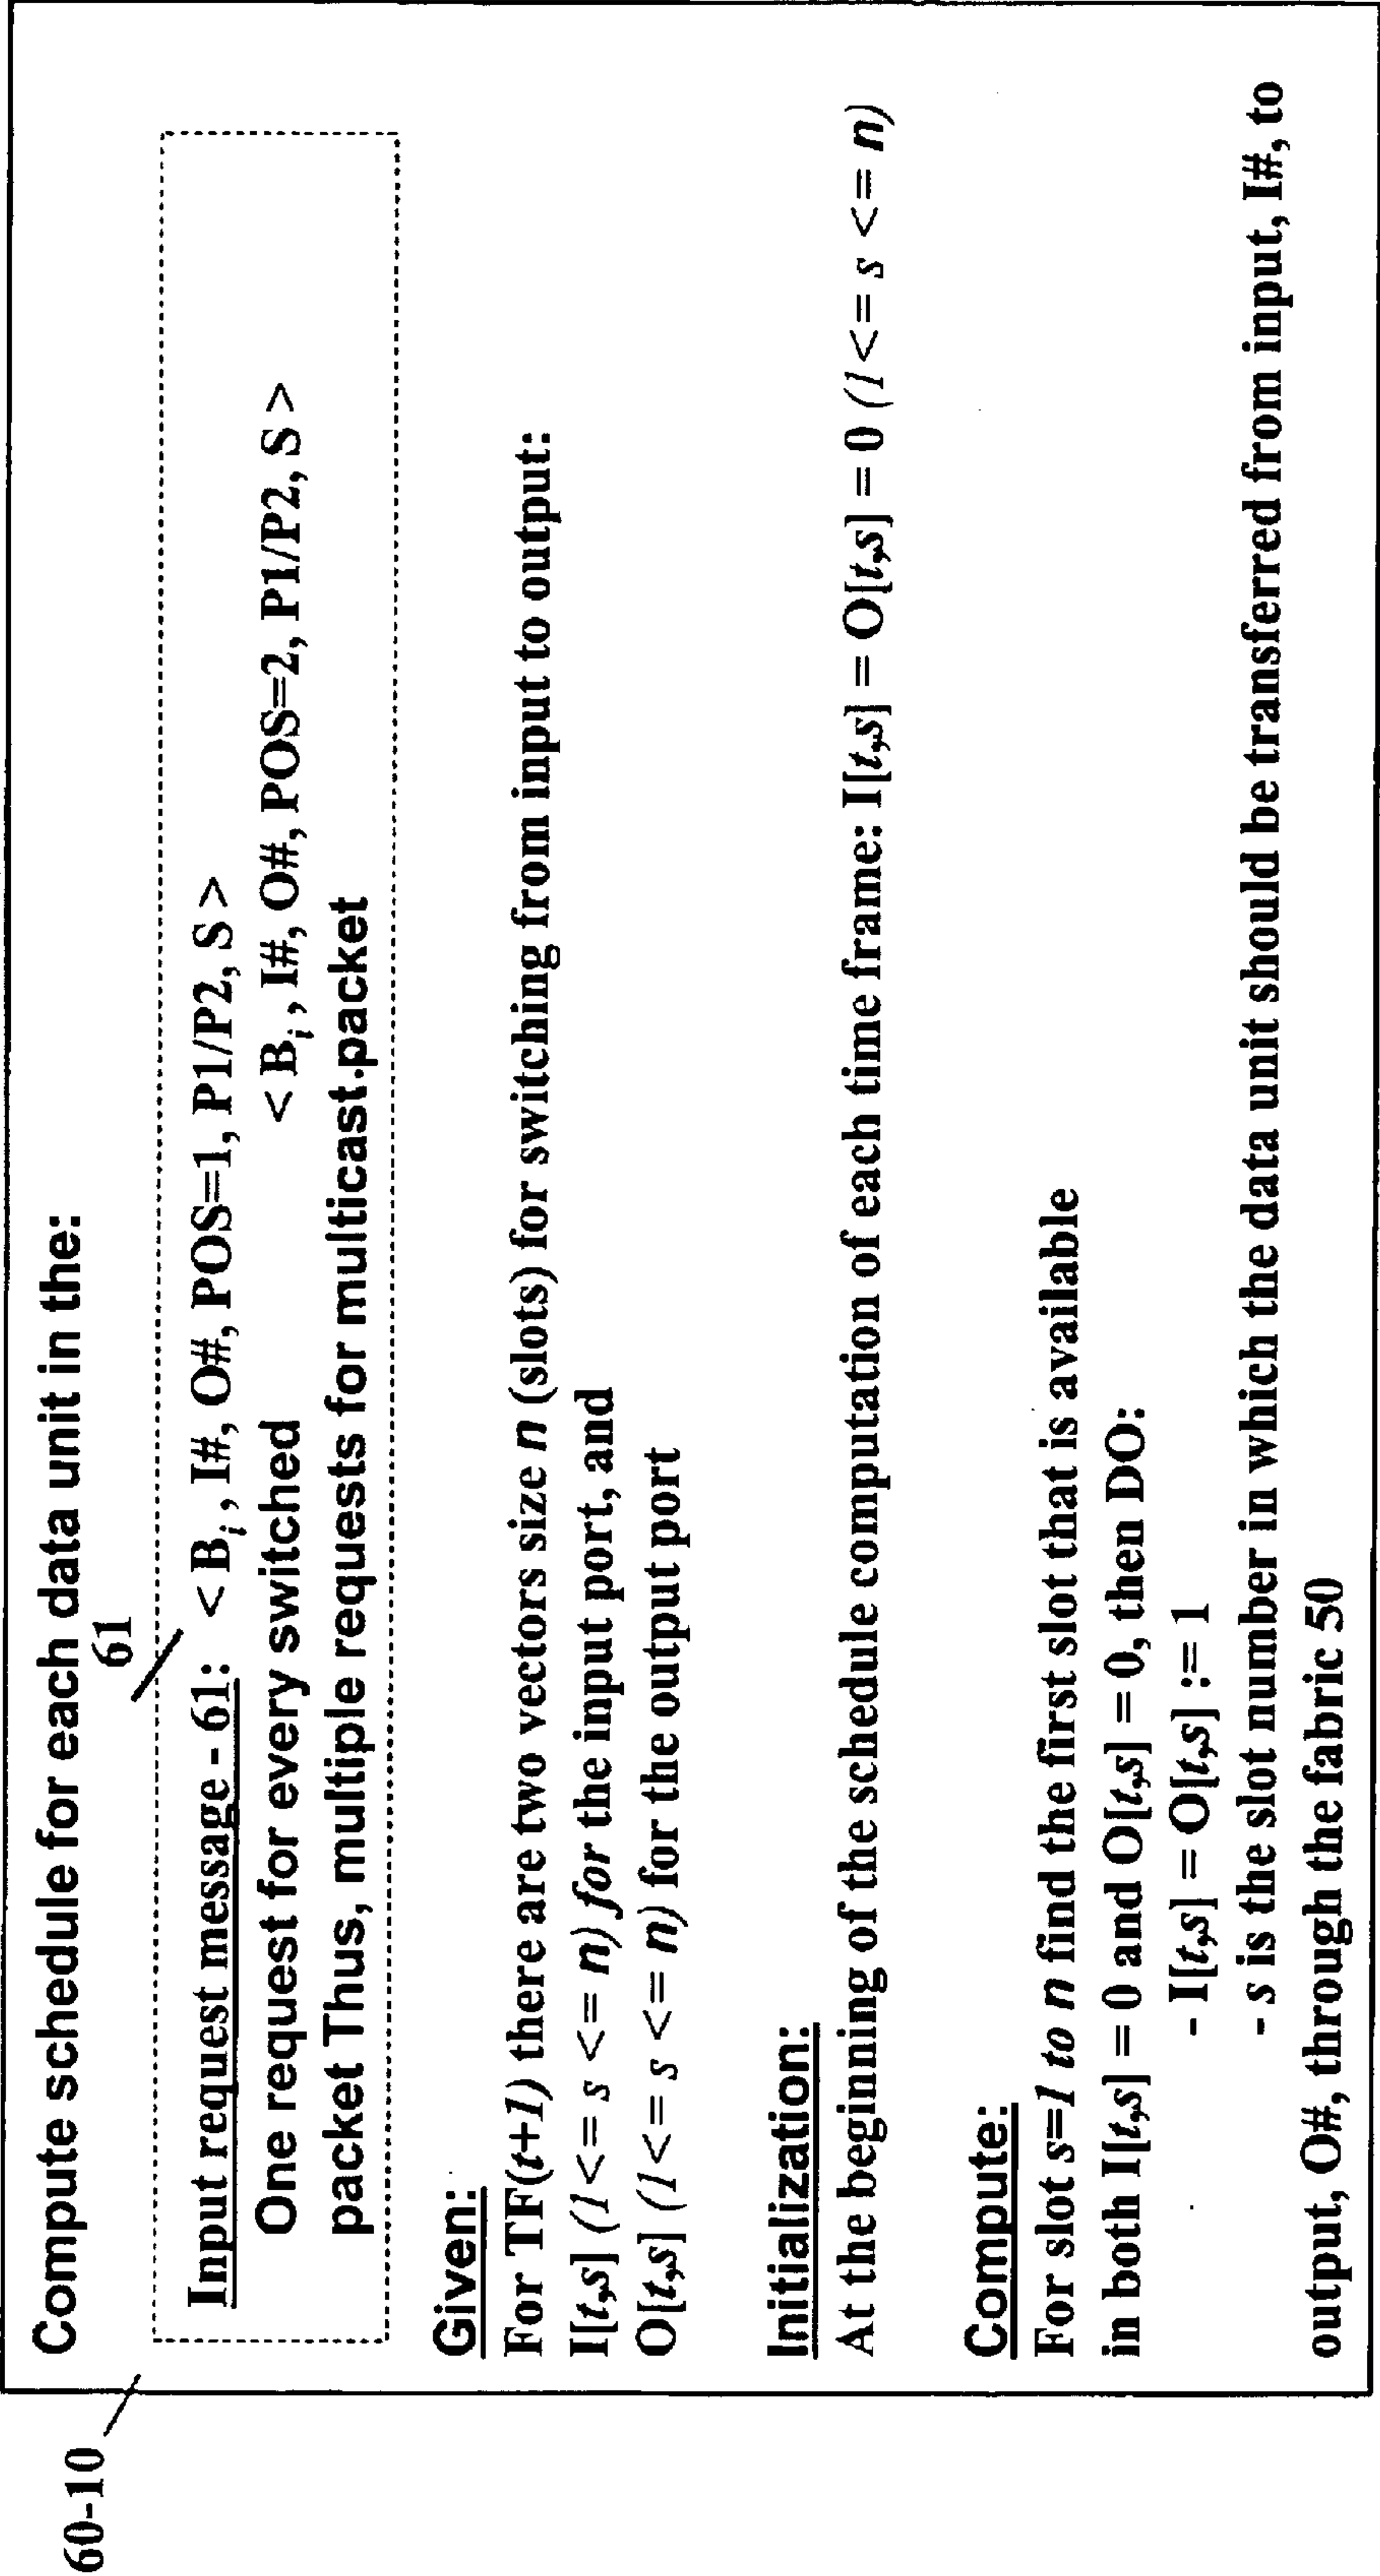 60-10
Compute schedule for each data unit in the:
61
Input request message - 61: < Bi, I#, O#, POS=1, P1/P2, S >
One request for every switched < Bi, I#, O#, POS=2, P1/P2, S >
packet Thus, multiple requests for multicast.packet
Given:
For TF(t+1) there are two vectors size n (slots) for switching from input to output:
I[t,s] (1 <= s <= n) for the input port, and
O[t,s] (1 <= s <= n) for the output port
Initialization:
At the beginning of the schedule computation of each time frame: I[t,s] = O[t,s] = 0 (1 <= s <= n)
Compute:
For slot s=1 to n find the first slot that is available
in both I[t,s] = 0 and O[t,s] = 0, then DO:
- I[t,s] = O[t,s] := 1
- s is the slot number in which the data unit should be transferred from input, I#, to
output, O#, through the fabric 50